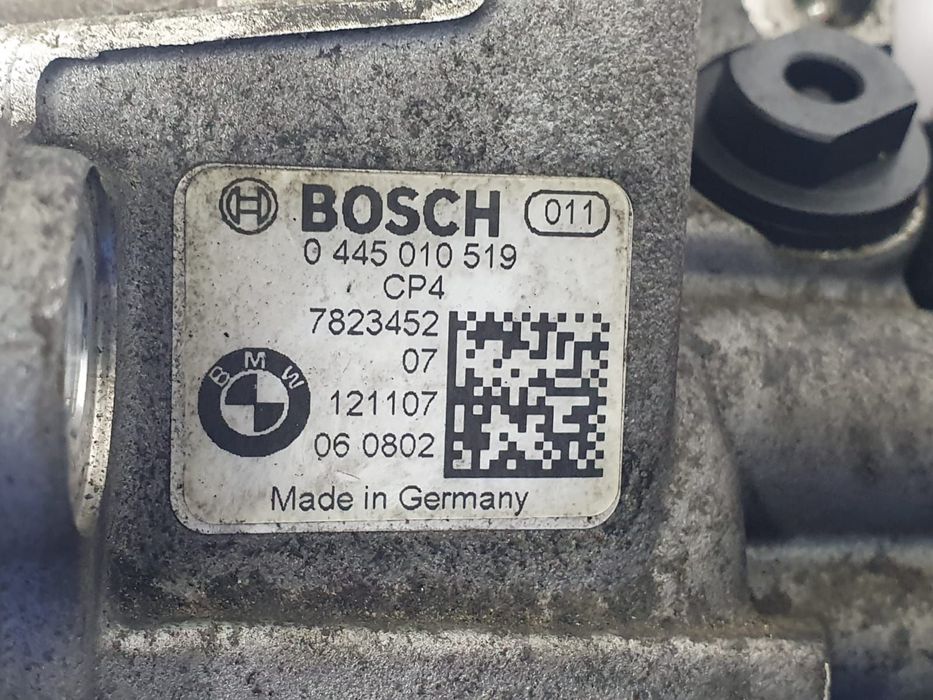 BOSCH 011
0 445 010 519
CP4
7823452
07
BMW
121107
06 0802
Made in Germany